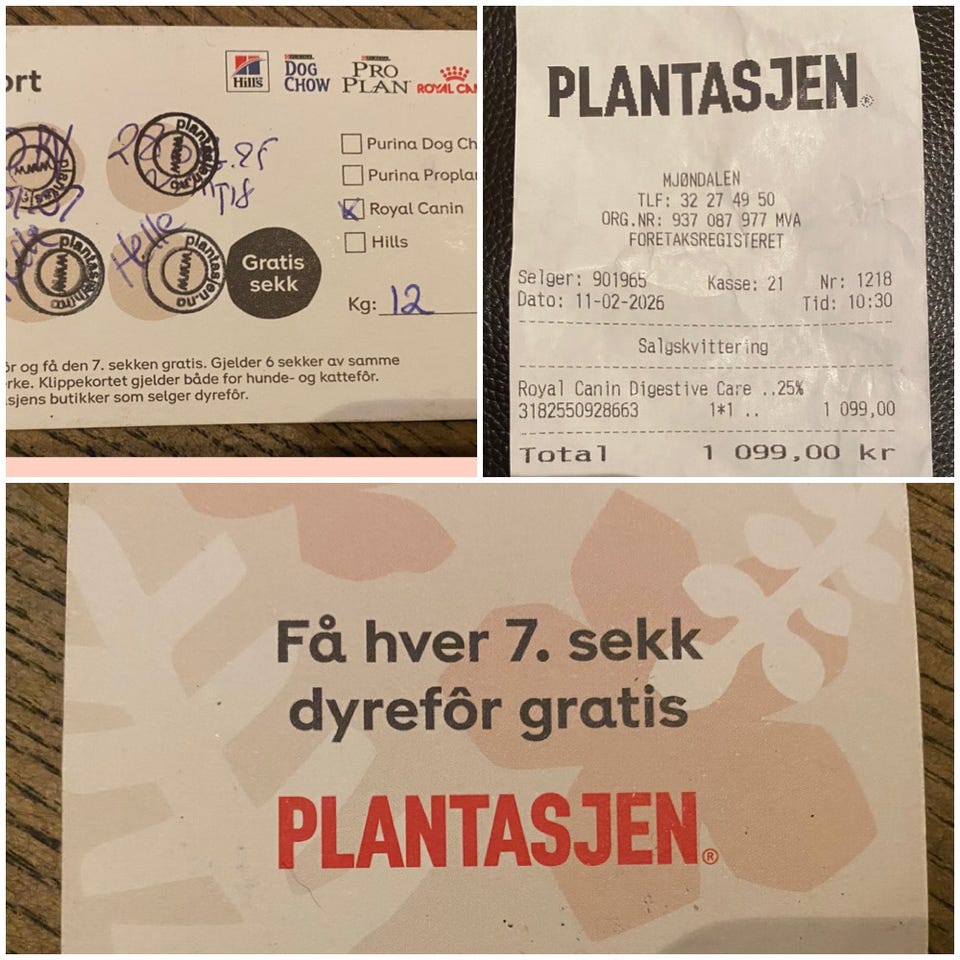 ort
Hill's DOG CHOW PRO PLAN ROYAL CAN
Purina Dog Ch
Purina Propla
Royal Canin
Hills
Helle
Gratis
sekk
Kg: 12
ôr og få den 7. sekken gratis. Gjelder 6 sekker av samme
rke. Klippekortet gjelder både for hunde- og kattefôr.
sjens butikker som selger dyrefôr.
PLANTASJEN®
MJØNDALEN
TLF: 32 27 49 50
ORG.NR: 937 087 977 MVA
FORETAKSREGISTERET
Selger: 901965 Kasse: 21 Nr: 1218
Dato: 11-02-2026 Tid: 10:30
Salgskvittering
Royal Canin Digestive Care ..25%
3182550928663 1*1 .. 1 099,00
Total 1 099,00 kr
Få hver 7. sekk
dyrefôr gratis
PLANTASJEN®